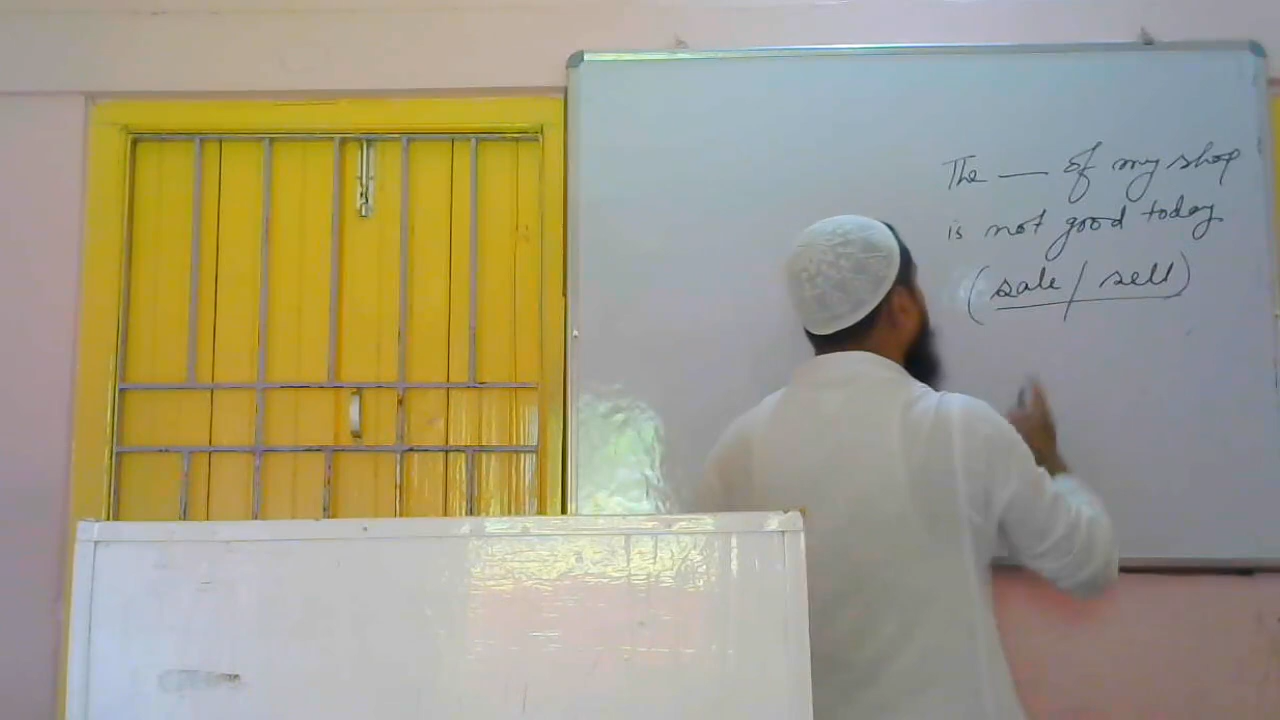 The — of my shop
is not good today
(sale / sell)